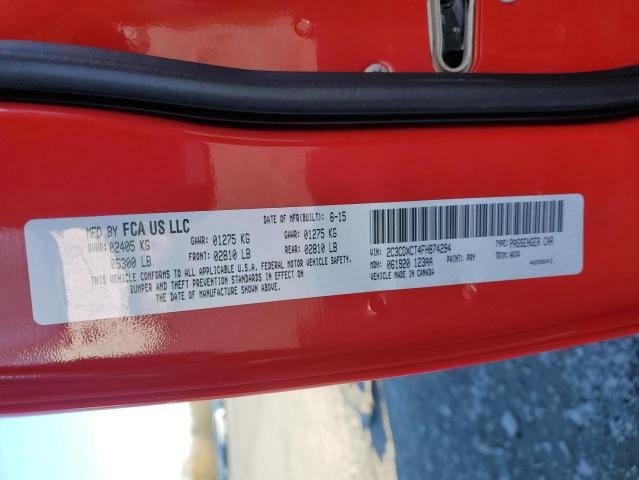 MFD BY FCA US LLC
DATE OF MFR(BUILT): 6-15
GVWR: 02405 KG
GAWR: 01275 KG
GAWR: 01275 KG
05300 LB
FRONT: 02810 LB
REAR: 02810 LB
THIS VEHICLE CONFORMS TO ALL APPLICABLE U.S.A. FEDERAL MOTOR VEHICLE SAFETY,
BUMPER AND THEFT PREVENTION STANDARDS IN EFFECT ON
THE DATE OF MANUFACTURE SHOWN ABOVE.
2C3CDXCT4FH874294
TYPE: PASSENGER CAR
MDH: 061920 123AA
PAINT: PRY
TRIM:
VEHICLE MADE IN CANADA